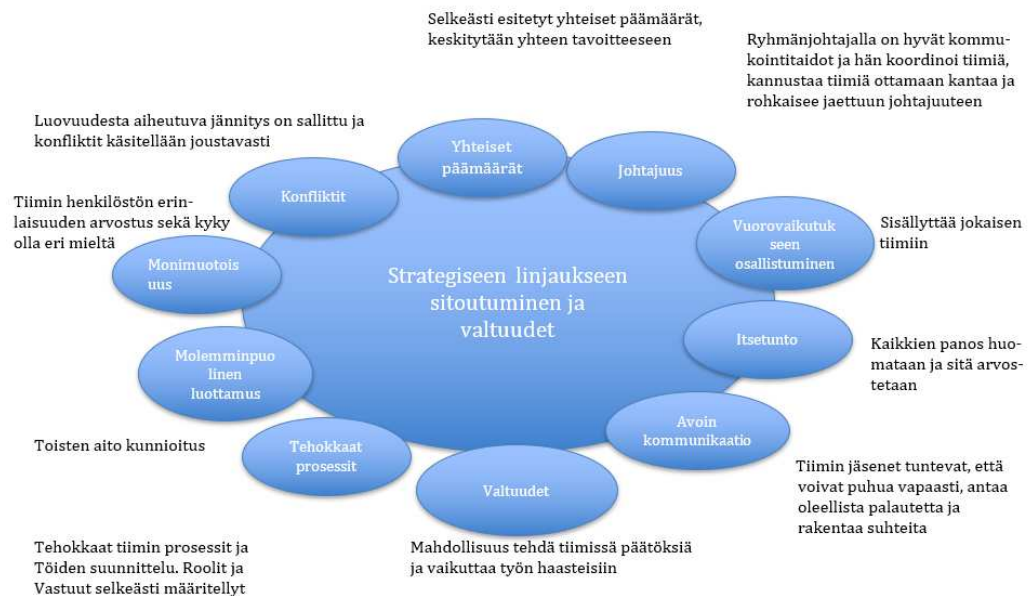 Selkeästi esitetyt yhteiset päämäärät,
keskitytään yhteen tavoitteeseen
Ryhmänjohtajalla on hyvät kommu-
kointitaidot ja hän koordinoi tiimiä,
kannustaa tiimiä ottamaan kantaa ja
rohkaisee jaettuun johtajuuteen
Luovuudesta aiheutuva jännitys on sallittu ja
konfliktit käsitellään joustavasti
Yhteiset
päämäärät
Johtajuus
Konfliktit
Tiimin henkilöstön erin-
laisuuden arvostus sekä kyky
olla eri mieltä
Vuorovaikutuk
seen
osallistuminen
Sisällyttää jokaisen
tiimiin
Monimuotois
uus
Strategiseen linjaukseen
sitoutuminen ja
valtuudet
Itsetunto
Kaikkien panos huo-
mataan ja sitä arvos-
tetaan
Molemminpuo
linen
luottamus
Avoin
kommunikaatio
Toisten aito kunnioitus
Tehokkaat
prosessit
Valtuudet
Tiimin jäsenet tuntevat, että
voivat puhua vapaasti, antaa
oleellista palautetta ja
rakentaa suhteita
Tehokkaat tiimin prosessit ja
Töiden suunnittelu. Roolit ja
Vastuut selkeästi määritellyt
Mahdollisuus tehdä tiimissä päätöksiä
ja vaikuttaa työn haasteisiin